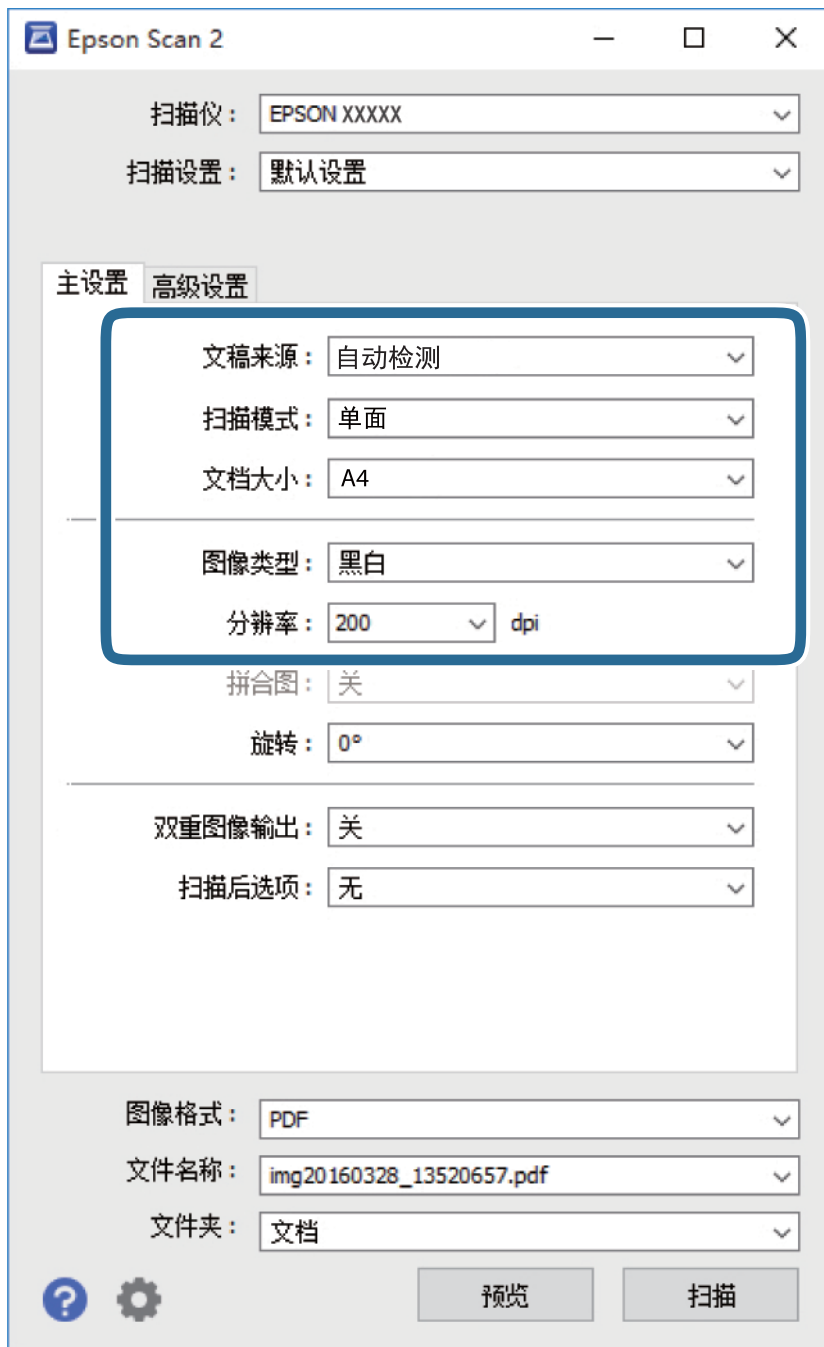 Epson Scan 2
扫描仪： EPSON XXXXX
扫描设置： 默认设置
主设置 高级设置
文稿来源： 自动检测
扫描模式： 单面
文档大小： A4
图像类型： 黑白
分辨率： 200 dpi
拼合图： 关
旋转： 0°
双重图像输出： 关
扫描后选项： 无
图像格式： PDF
文件名称： img20160328_13520657.pdf
文件夹： 文档
? 预览 扫描